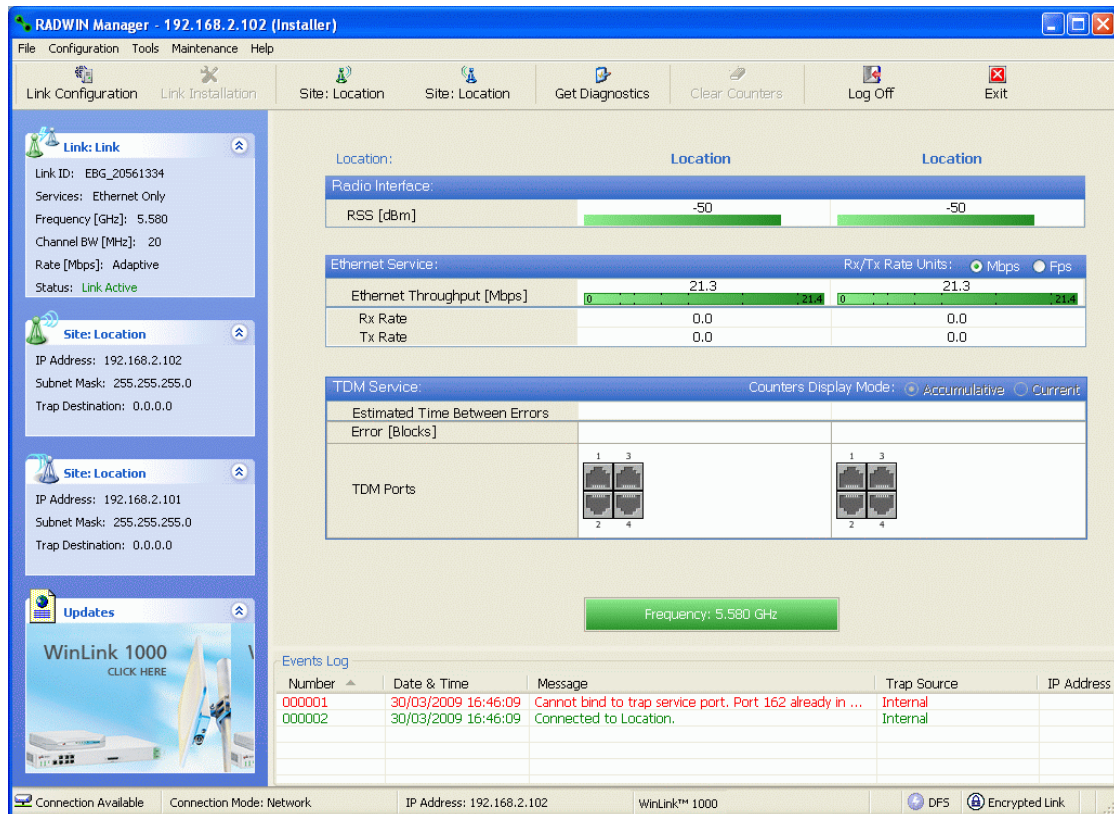 RADWIN Manager - 192.168.2.102 (Installer)
File Configuration Tools Maintenance Help
Link Configuration Link Installation Site: Location Site: Location Get Diagnostics Clear Counters Log Off Exit
Link: Link
Link ID: EBG_20561334
Services: Ethernet Only
Frequency [GHz]: 5.580
Channel BW [MHz]: 20
Rate [Mbps]: Adaptive
Status: Link Active
Site: Location
IP Address: 192.168.2.102
Subnet Mask: 255.255.255.0
Trap Destination: 0.0.0.0
Site: Location
IP Address: 192.168.2.101
Subnet Mask: 255.255.255.0
Trap Destination: 0.0.0.0
Updates
WinLink 1000
CLICK HERE
Location: Location Location
Radio Interface:
RSS [dBm] -50 -50
Ethernet Service: Rx/Tx Rate Units: Mbps Fps
Ethernet Throughput [Mbps] 21.3 21.3
0 21.4 0 21.4
Rx Rate 0.0 0.0
Tx Rate 0.0 0.0
TDM Service: Counters Display Mode: Accumulative Current
Estimated Time Between Errors
Error [Blocks]
1 3 1 3
TDM Ports
2 4 2 4
Frequency: 5.580 GHz
Events Log
Number Date & Time Message Trap Source IP Address
000001 30/03/2009 16:46:09 Cannot bind to trap service port. Port 162 already in ... Internal
000002 30/03/2009 16:46:09 Connected to Location. Internal
Connection Available Connection Mode: Network IP Address: 192.168.2.102 WinLink™ 1000 DFS Encrypted Link